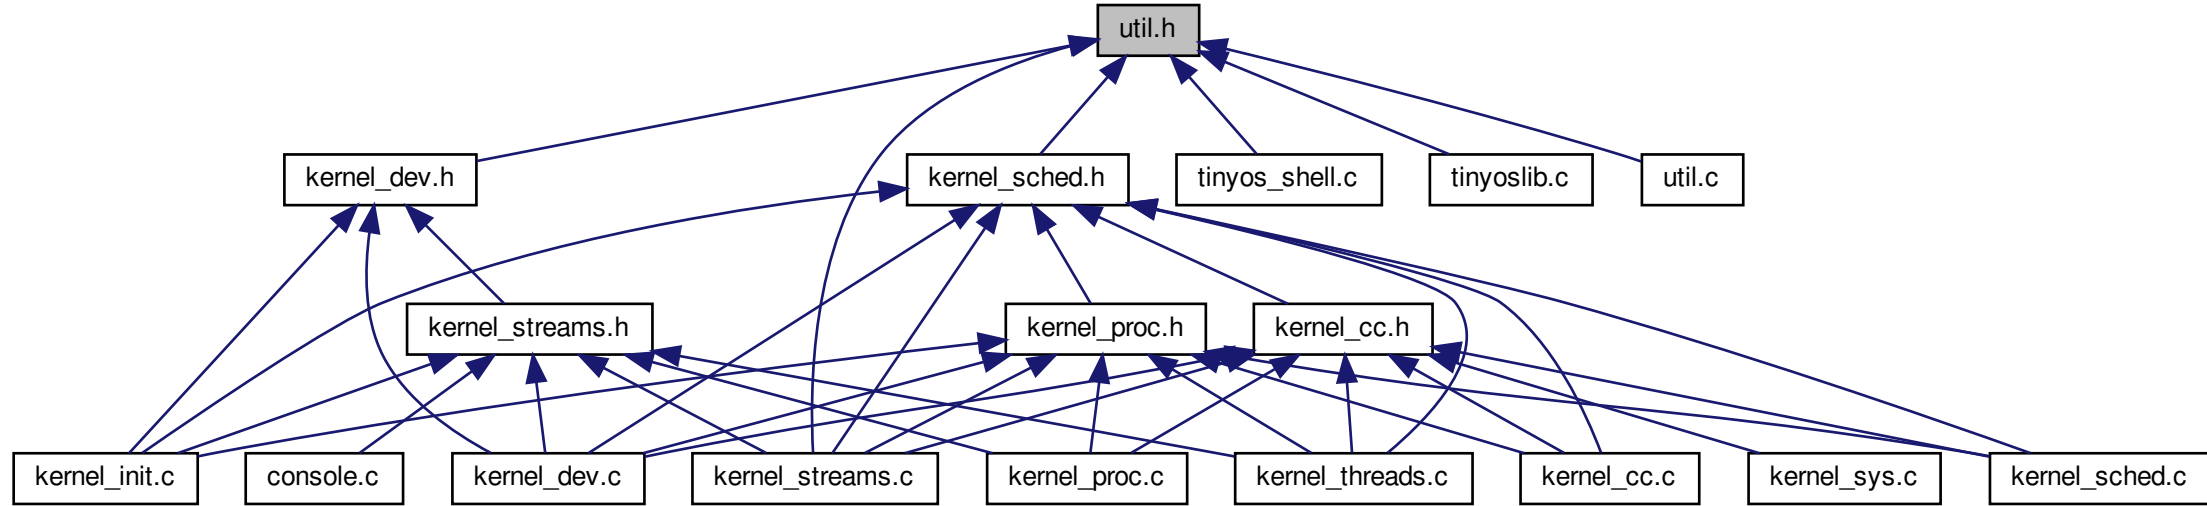 util.h
kernel_dev.h
kernel_sched.h
tinyos_shell.c
tinyoslib.c
util.c
kernel_streams.h
kernel_proc.h
kernel_cc.h
kernel_init.c
console.c
kernel_dev.c
kernel_streams.c
kernel_proc.c
kernel_threads.c
kernel_cc.c
kernel_sys.c
kernel_sched.c